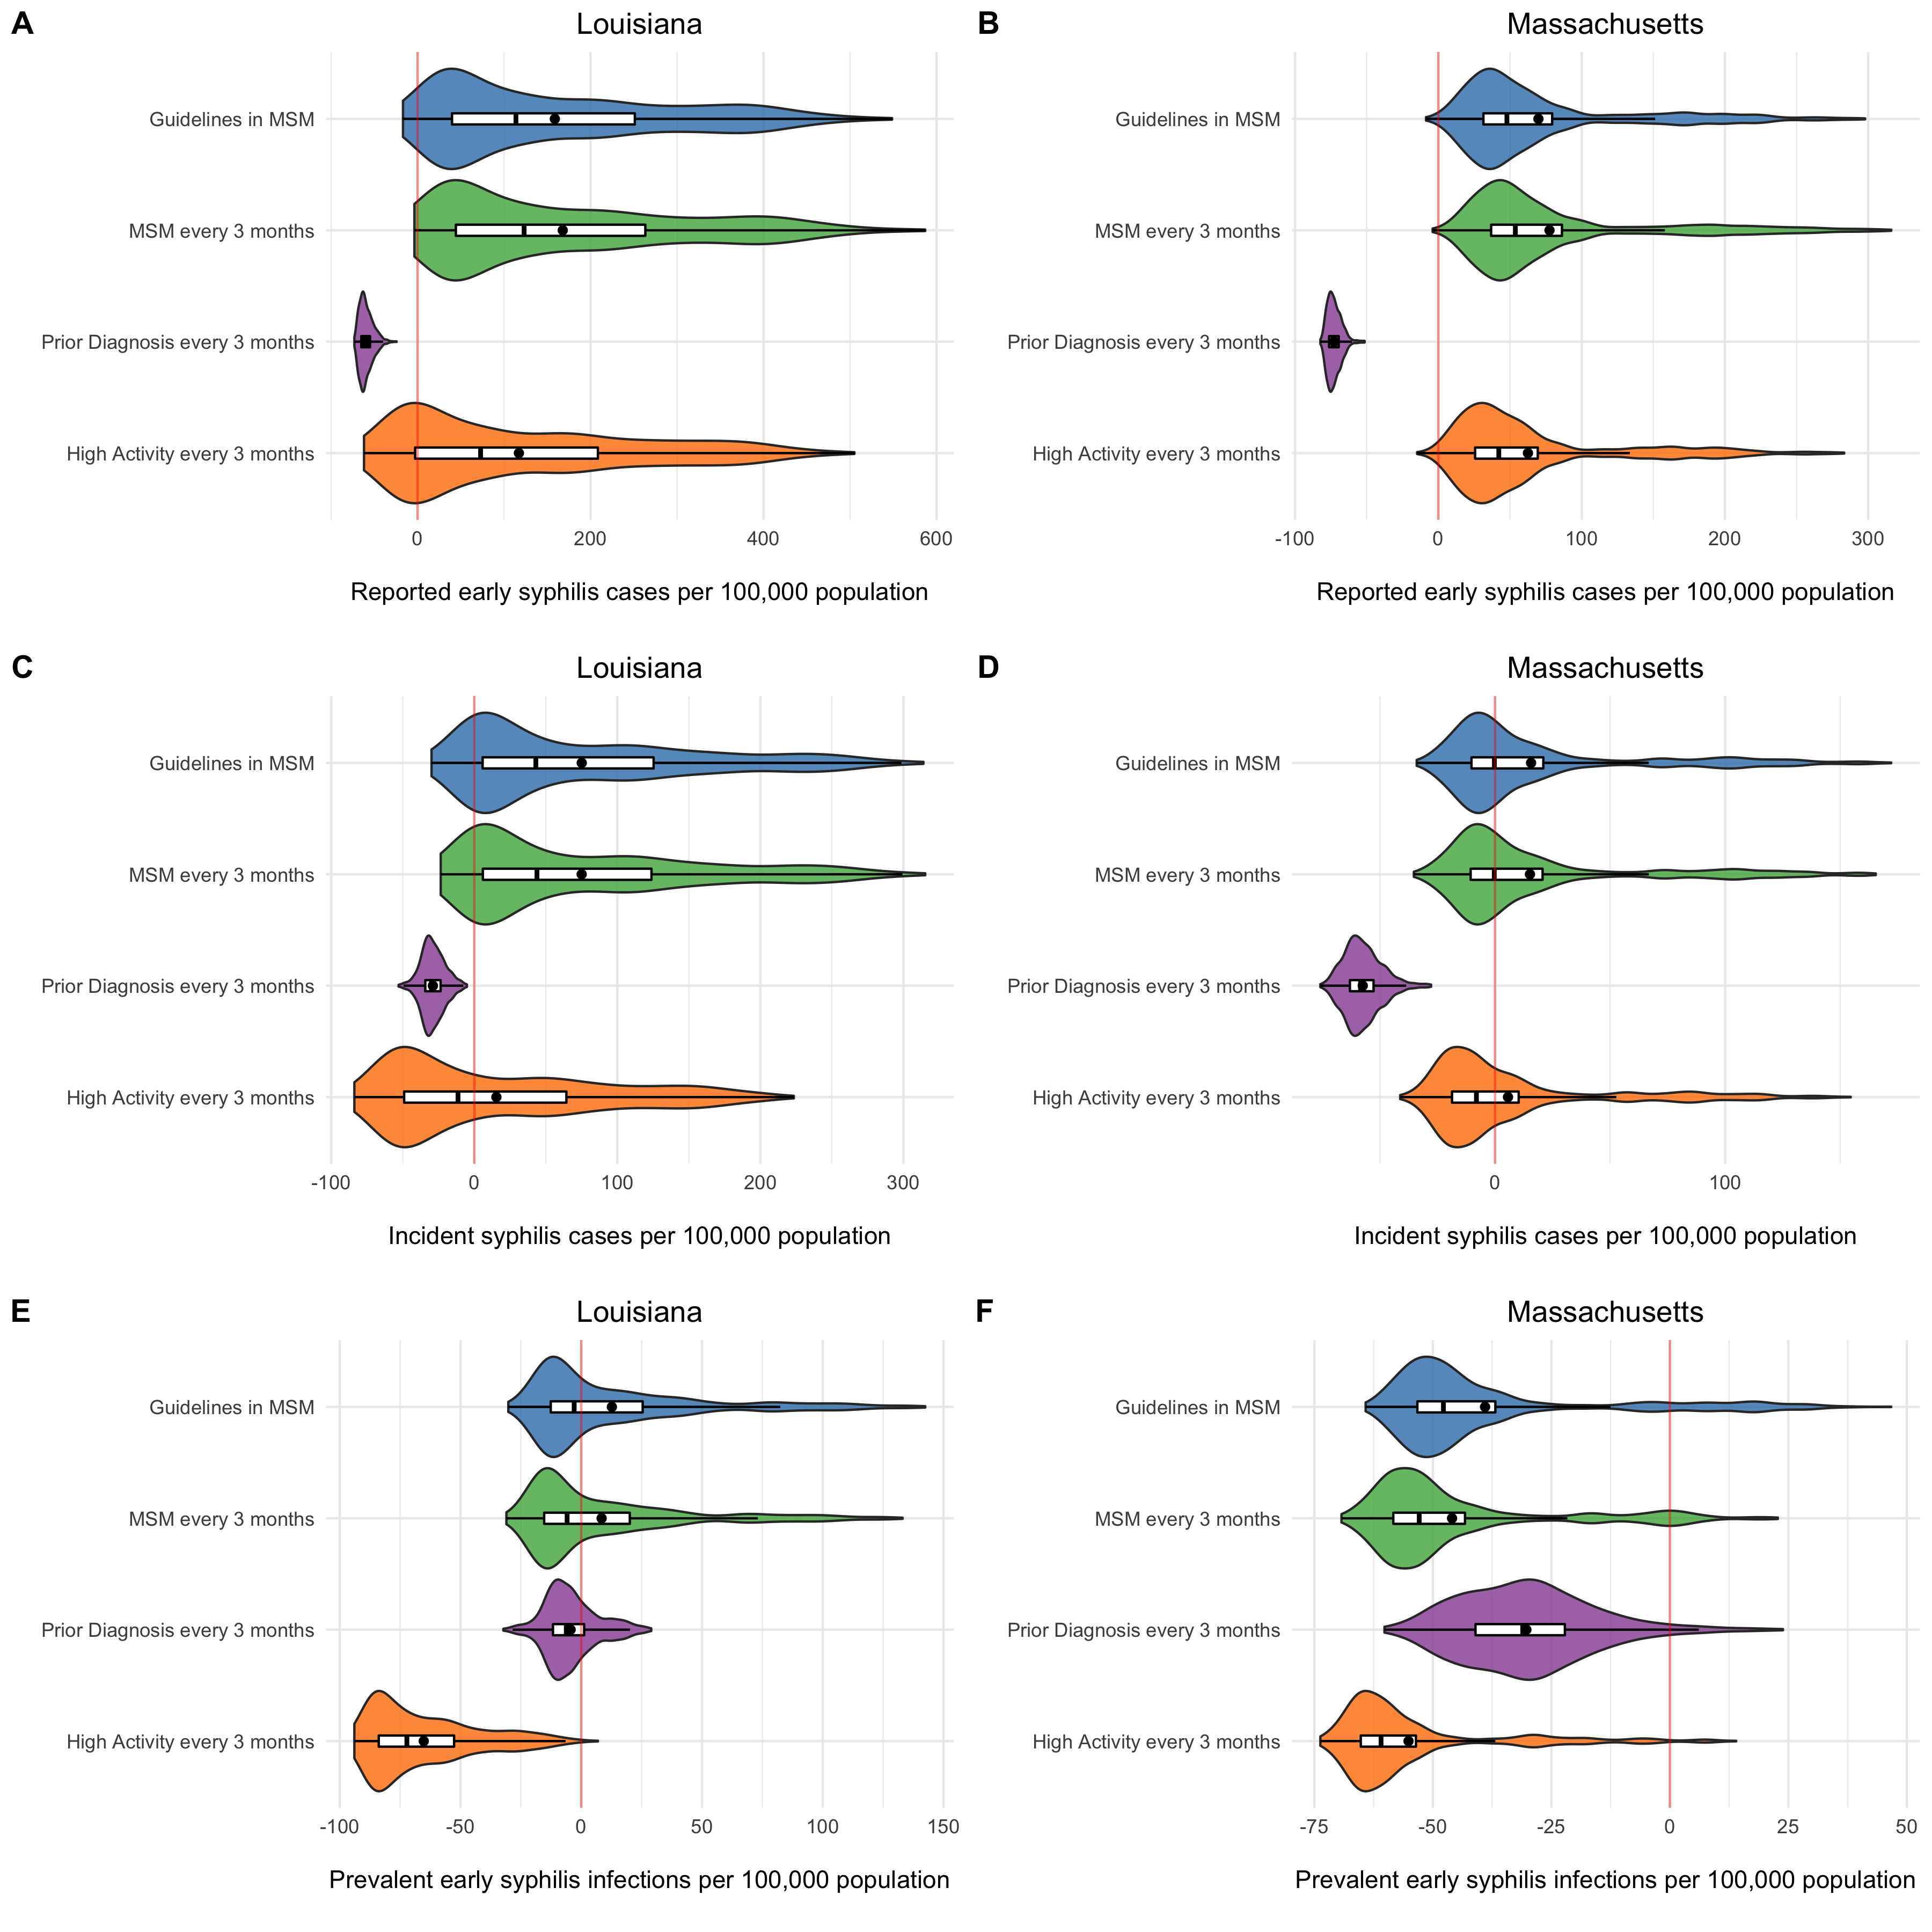 A
Louisiana
Guidelines in MSM
MSM every 3 months
Prior Diagnosis every 3 months
High Activity every 3 months
0 200 400 600
Reported early syphilis cases per 100,000 population
B
Massachusetts
Guidelines in MSM
MSM every 3 months
Prior Diagnosis every 3 months
High Activity every 3 months
-100 0 100 200 300
Reported early syphilis cases per 100,000 population
C
Louisiana
Guidelines in MSM
MSM every 3 months
Prior Diagnosis every 3 months
High Activity every 3 months
-100 0 100 200 300
Incident syphilis cases per 100,000 population
D
Massachusetts
Guidelines in MSM
MSM every 3 months
Prior Diagnosis every 3 months
High Activity every 3 months
0 100
Incident syphilis cases per 100,000 population
E
Louisiana
Guidelines in MSM
MSM every 3 months
Prior Diagnosis every 3 months
High Activity every 3 months
-100 -50 0 50 100 150
Prevalent early syphilis infections per 100,000 population
F
Massachusetts
Guidelines in MSM
MSM every 3 months
Prior Diagnosis every 3 months
High Activity every 3 months
-75 -50 -25 0 25 50
Prevalent early syphilis infections per 100,000 population